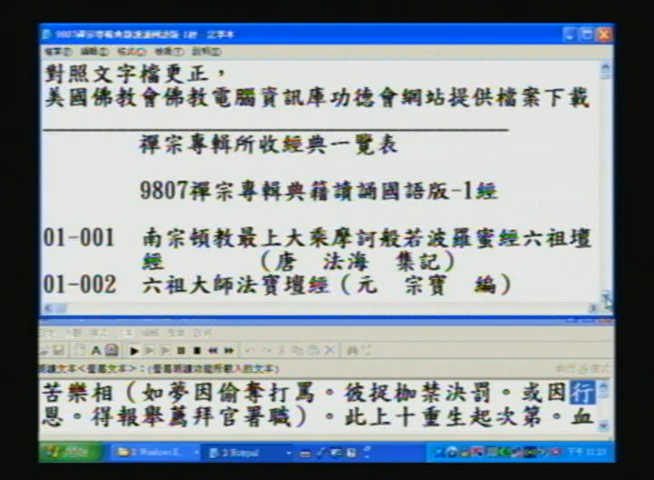 對照文字檔更正，
美國佛教會佛教電腦資訊庫功德會網站提供檔案下載
禪宗專輯所收經典一覽表
9807禪宗專輯典籍讀誦國語版-1經
01-001 南宗頓教最上大乘摩訶般若波羅蜜經六祖壇
經 （唐 法海 集記）
01-002 六祖大師法寶壇經（元 宗寶 編）
苦樂相（如夢因偷奪打罵。彼捉枷禁決罰。或因行
恩。得報舉薦拜官署職）。此上十重生起次第。血
2 Notepad
下午 11:23